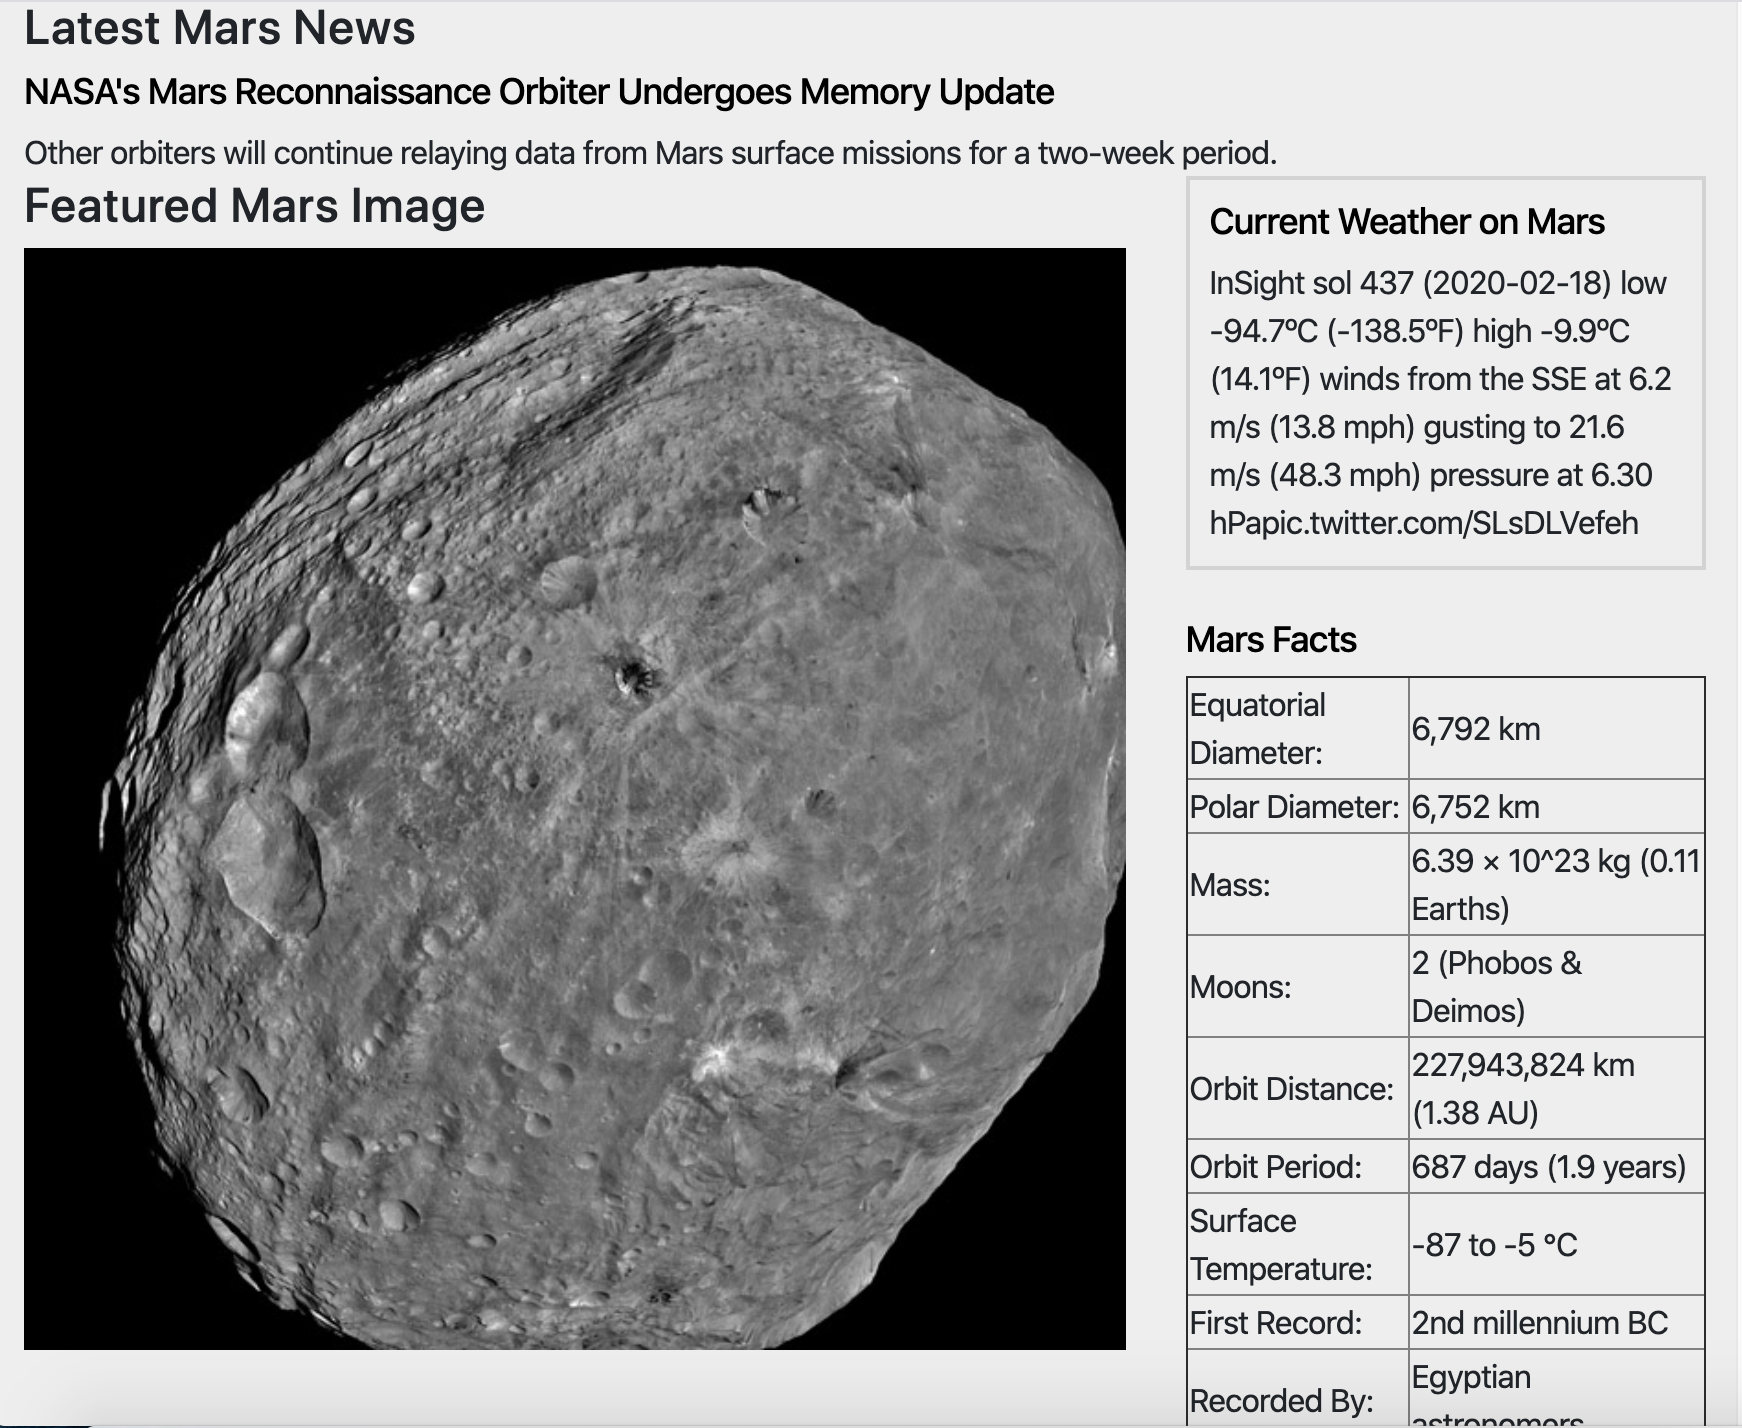 Latest Mars News
NASA's Mars Reconnaissance Orbiter Undergoes Memory Update
Other orbiters will continue relaying data from Mars surface missions for a two-week period.
Featured Mars Image
Current Weather on Mars
InSight sol 437 (2020-02-18) low
-94.7ºC (-138.5ºF) high -9.9ºC
(14.1ºF) winds from the SSE at 6.2
m/s (13.8 mph) gusting to 21.6
m/s (48.3 mph) pressure at 6.30
hPapic.twitter.com/SLsDLVefeh
Mars Facts
Equatorial
Diameter:
6,792 km
Polar Diameter: 6,752 km
Mass:
6.39 × 10^23 kg (0.11
Earths)
Moons:
2 (Phobos &
Deimos)
Orbit Distance:
227,943,824 km
(1.38 AU)
Orbit Period: 687 days (1.9 years)
Surface
Temperature:
-87 to -5 °C
First Record: 2nd millennium BC
Recorded By:
Egyptian
astronomers